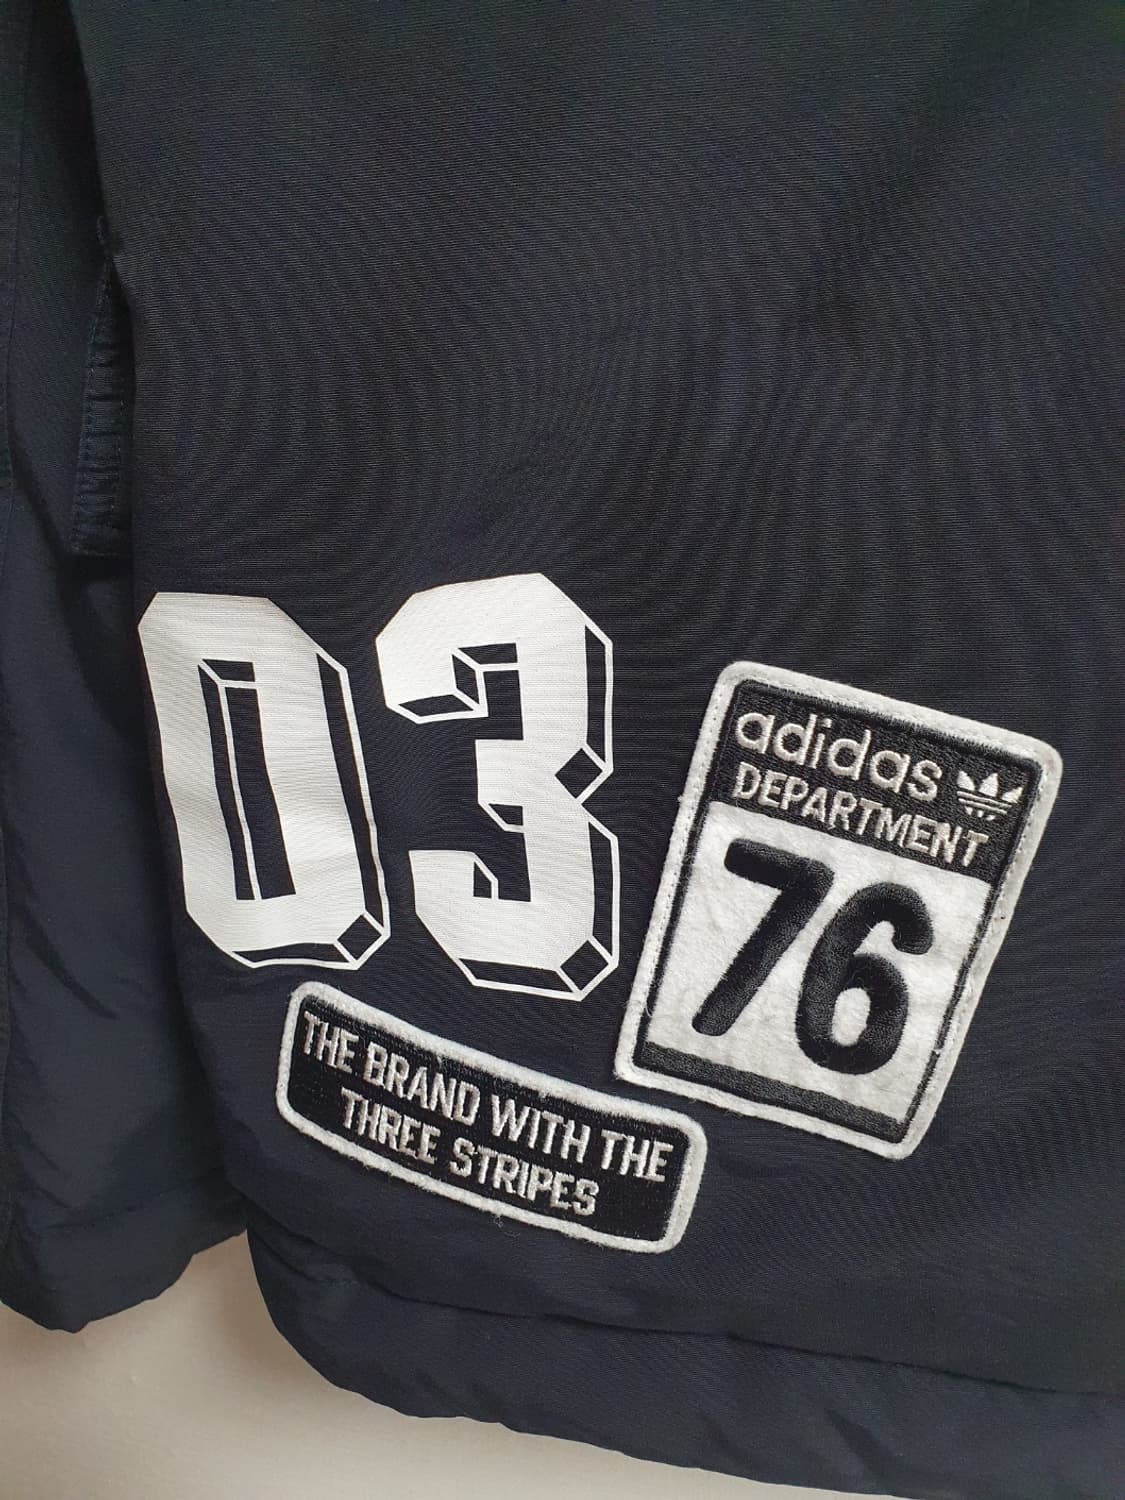 03
adidas
DEPARTMENT
76
THE BRAND WITH THE
THREE STRIPES